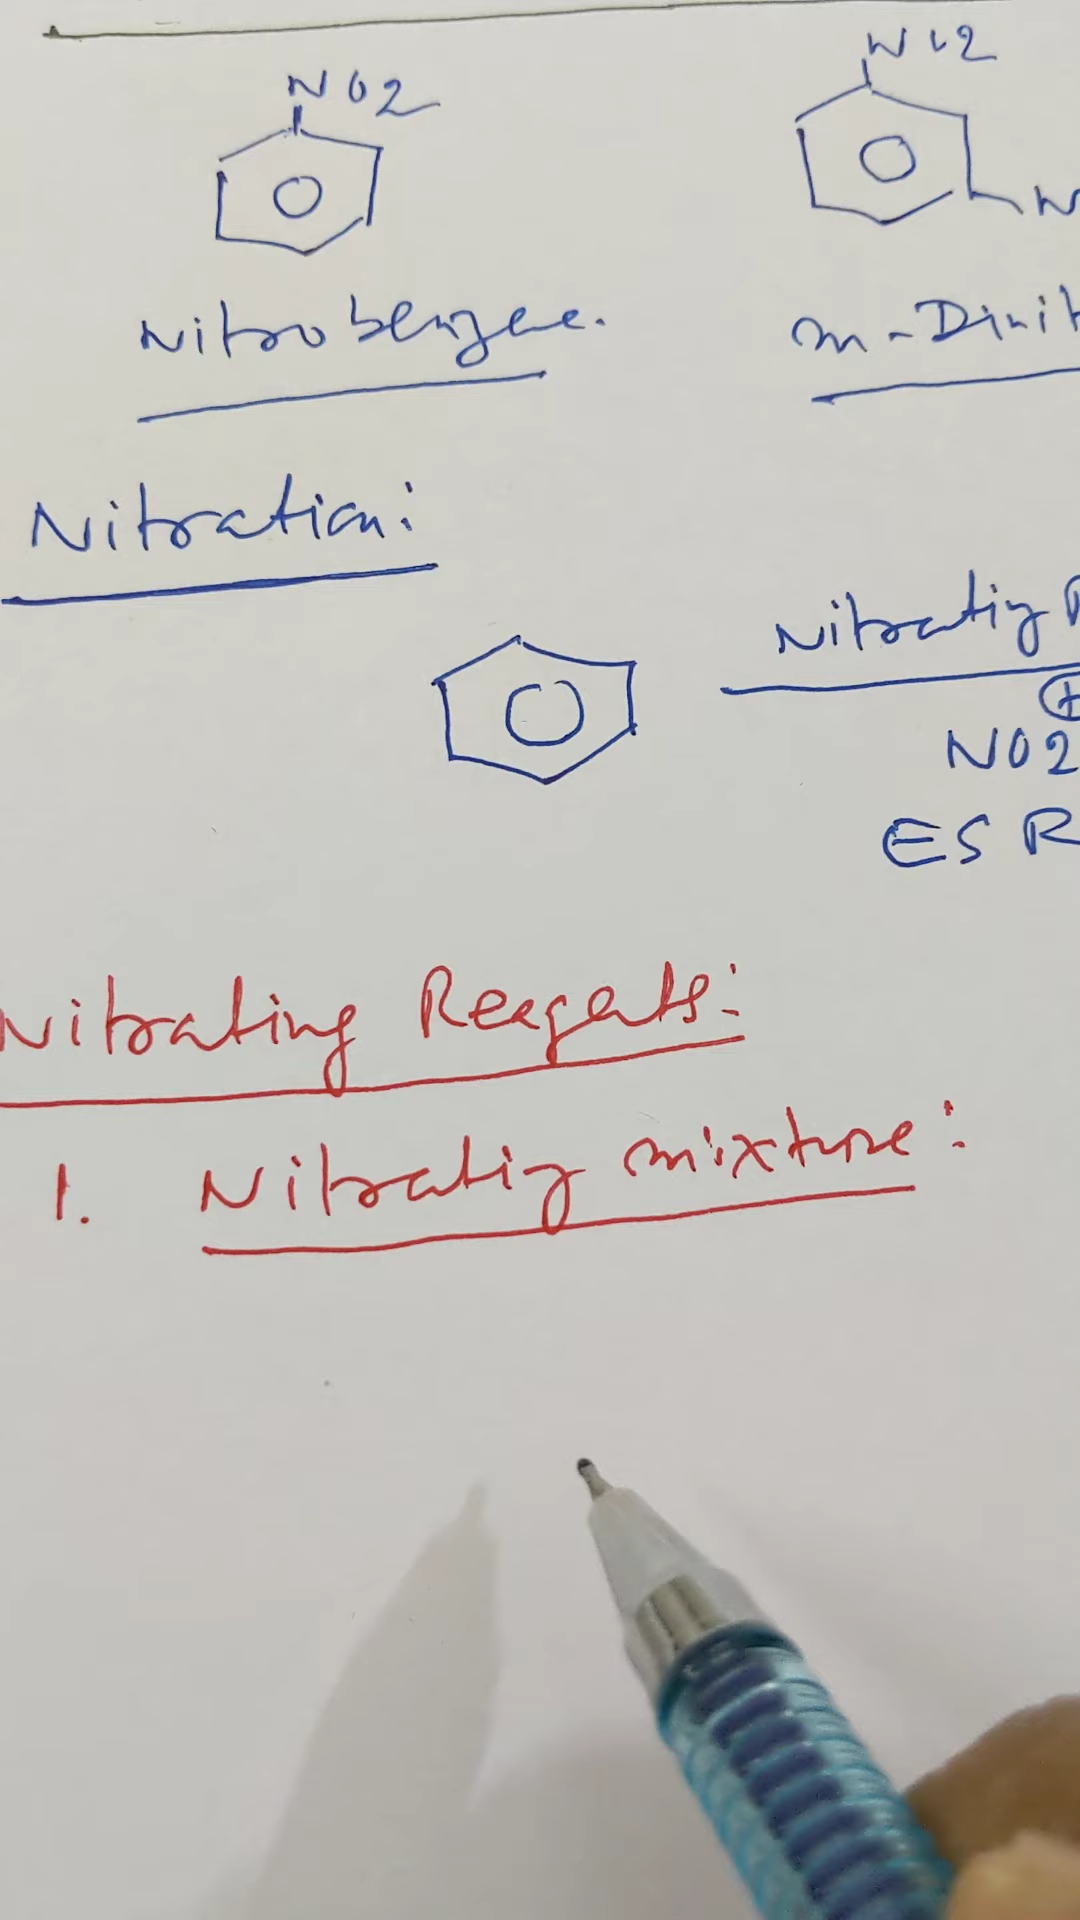 NO2 NO2
N
Nitrobenzene.
m-Dinit
Nitration:
Nitrating R
+
NO2
ESR
Nitrating Reagents:
1. Nitrating mixture: